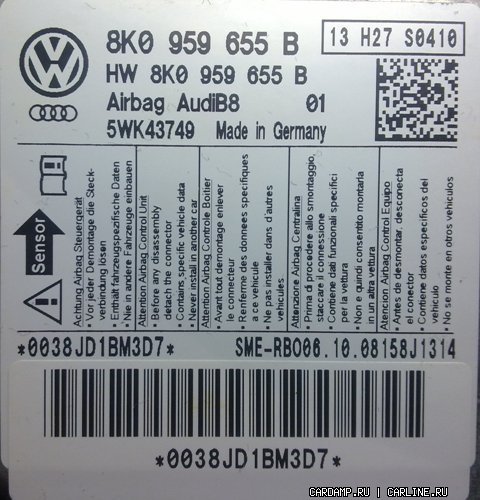 8K0 959 655 B
13 H27 S0410
HW 8K0 959 655 B
Airbag AudiB8 01
5WK43749 Made in Germany
Sensor
Achtung Airbag Steuergerät
• Vor jeder Demontage die Steck-
verbindung lösen
• Enthält fahrzeugspezifische Daten
• Nie in andere Fahrzeuge einbauen
Attention Airbag Control Unit
• Before any disassembly
detach the connector
• Contains specific vehicle data
• Never install in another car
Attention Airbag Controle Boitier
• Avant tout demontage enlever
le connecteur
• Renferme des donnees specifiques
a ce vehicule
• Ne pas installer dans d'autres
vehicules
Attenzione Airbag Centralina
• Prima di procedere allo smontaggio,
staccare il connessione
• Contiene dati funzionali specifici
per la vettura
• Non e quindi consentito montarla
in un altra vettura
Attencion Airbag Control Equipo
• Antes de desmontar, desconecta
el conector
• Contiene datos especificos del
vehiculo
• No se monte en otros vehiculos
*0038JD1BM3D7* SME-RB006.10.08158J1314
*0038JD1BM3D7*
CARDAMP.RU | CARLINE.RU